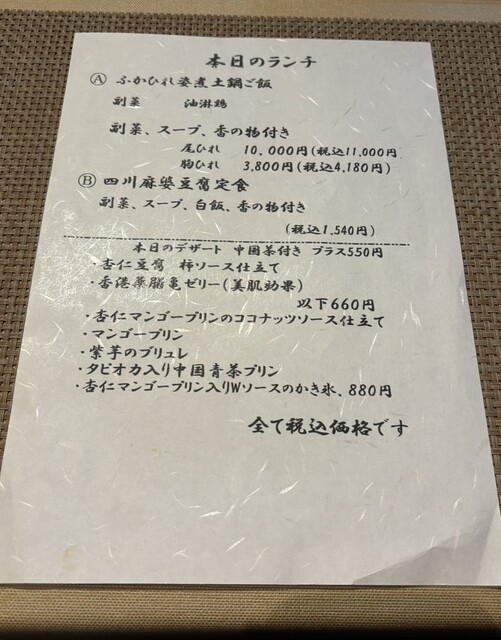 本日のランチ
Ⓐ ふかひれ姿煮土鍋ご飯
副菜 油淋鶏
副菜、スープ、香の物付き
尾びれ 10,000円(税込11,000円
胸びれ 3,800円(税込4,180円)
Ⓑ 四川麻婆豆腐定食
副菜、スープ、白飯、香の物付き
(税込1,540円)
本日のデザート 中国茶付き プラス550円
・杏仁豆腐 柿ソース仕立て
・香港薬膳亀ゼリー(美肌効果)
以下660円
・杏仁マンゴープリンのココナッツソース仕立て
・マンゴープリン
・紫芋のブリュレ
・タピオカ入り中国青茶プリン
・杏仁マンゴープリン入りWソースのかき氷、880円
全て税込価格です